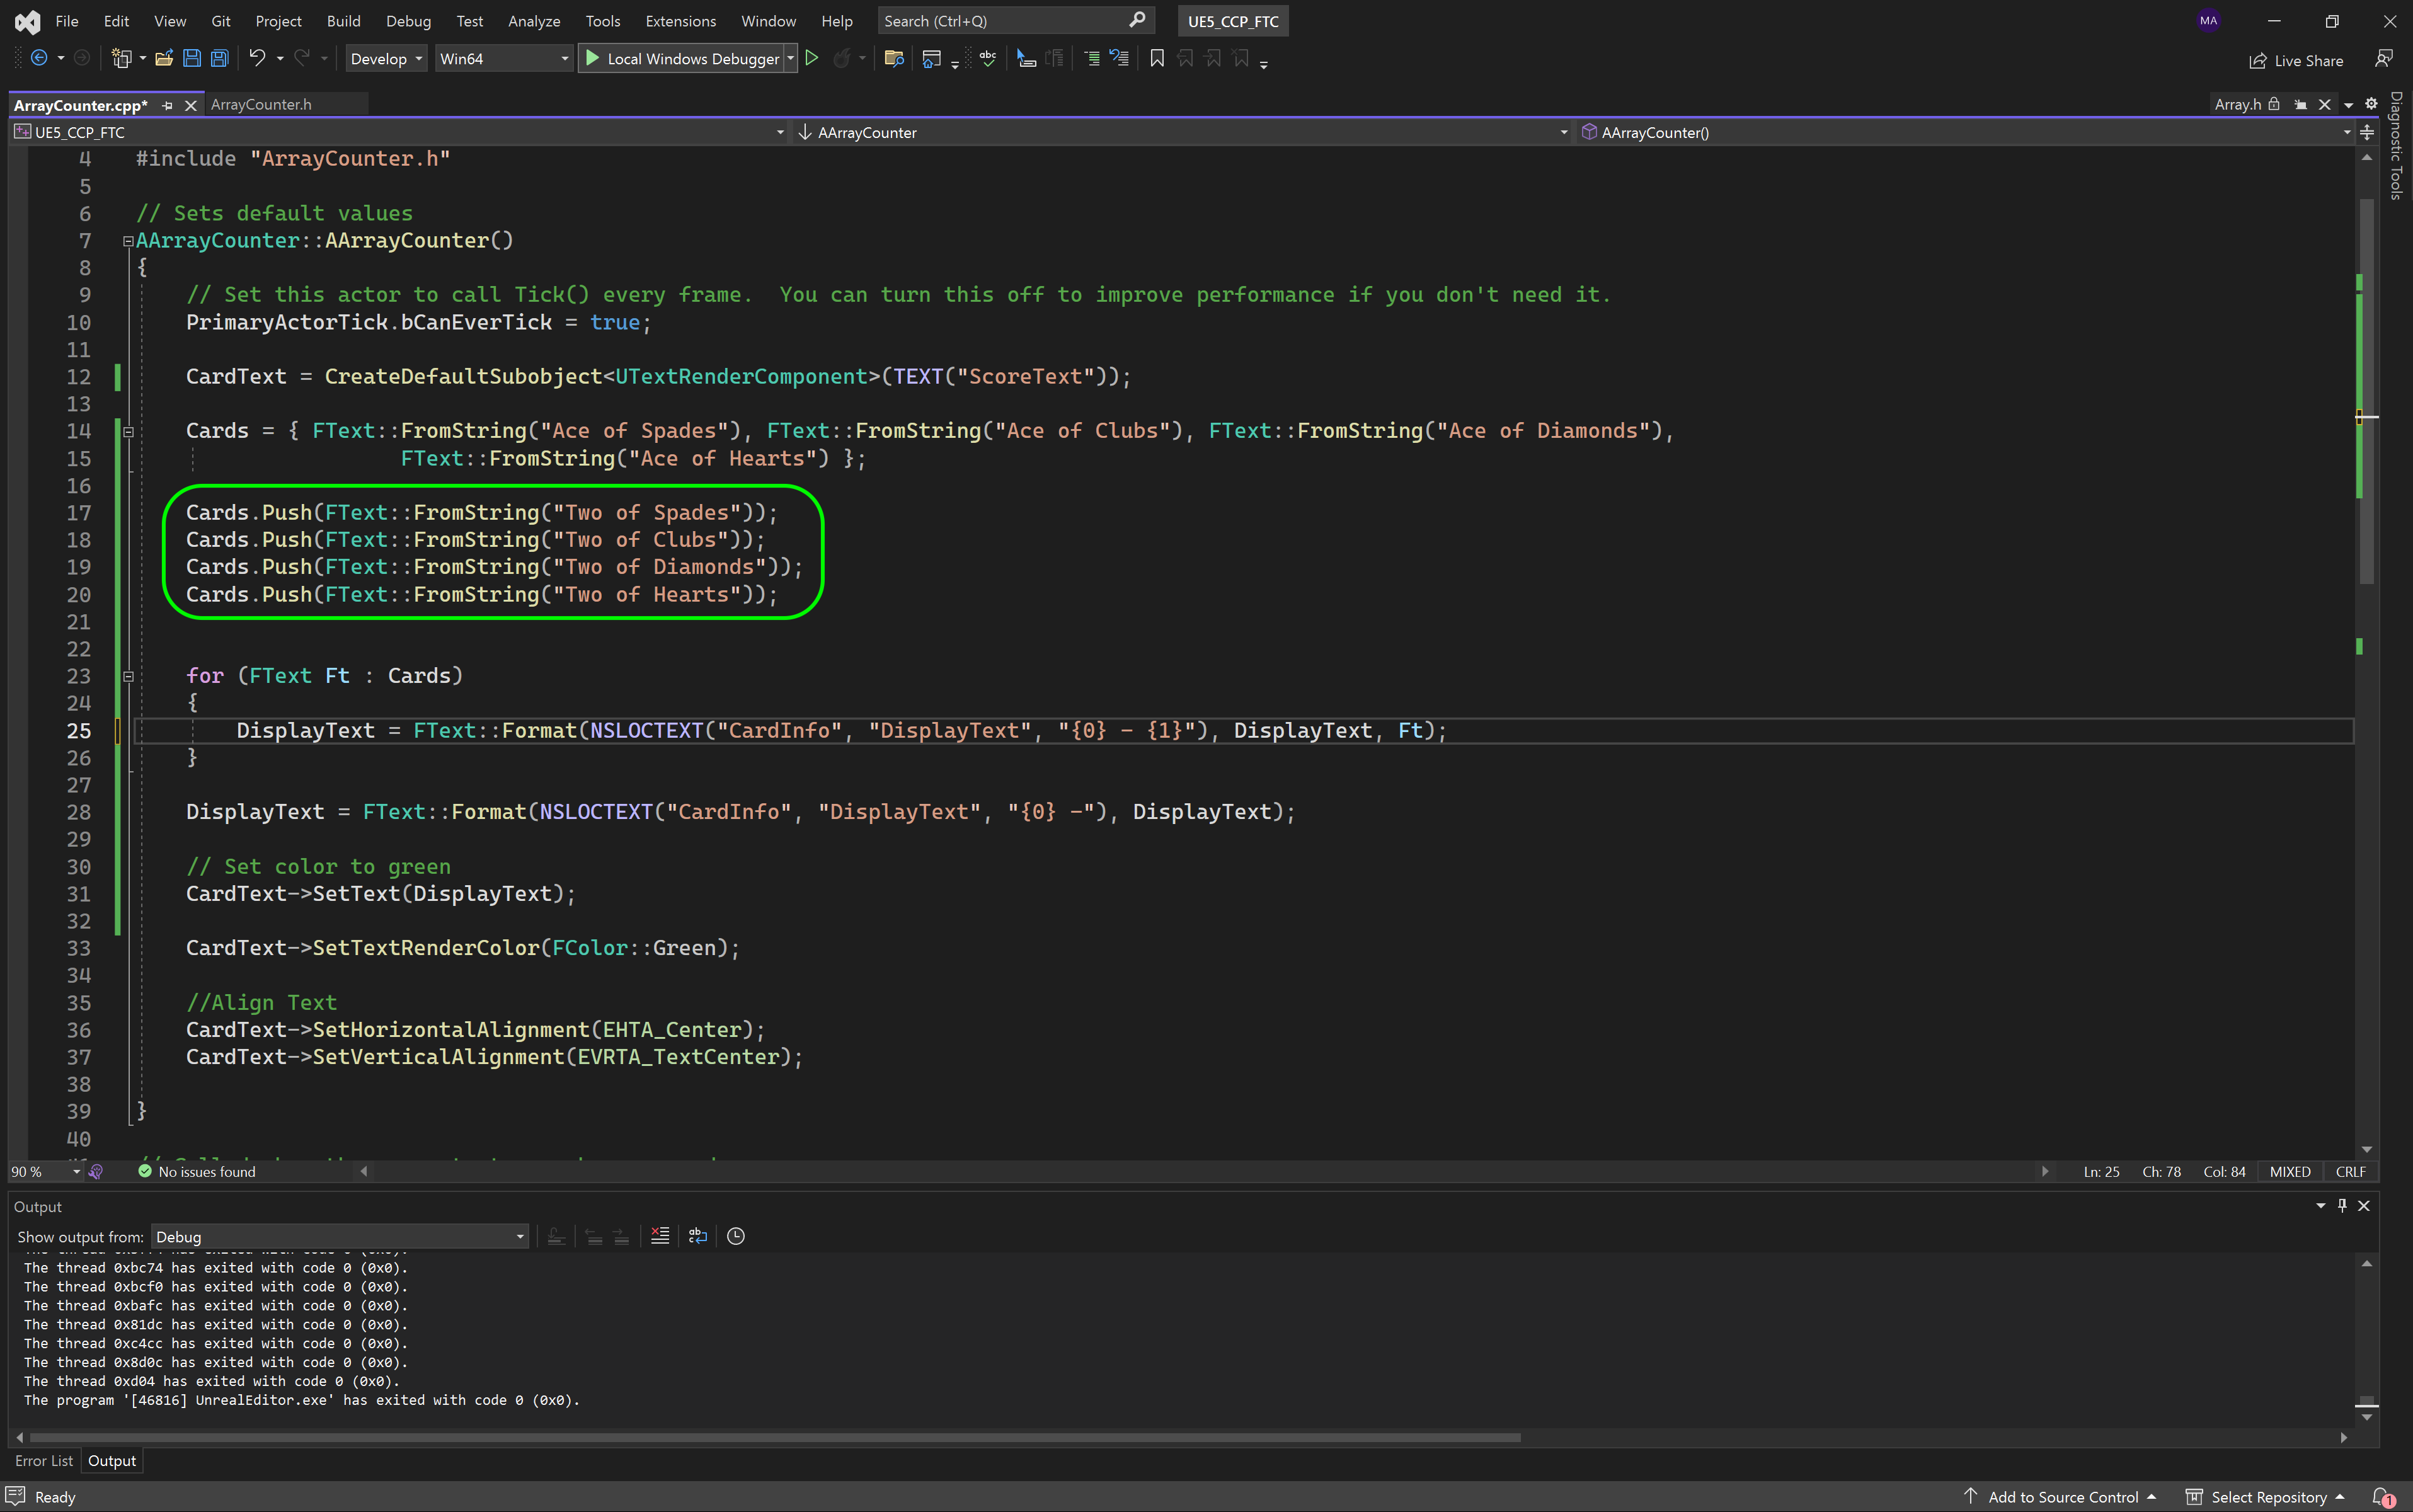 File Edit View Git Project Build Debug Test Analyze Tools Extensions Window Help Search (Ctrl+Q) UE5_CCP_FTC MA
Develop Win64 Local Windows Debugger Live Share
ArrayCounter.cpp* ArrayCounter.h Array.h
UE5_CCP_FTC AArrayCounter AArrayCounter()
Diagnostic Tools
4 #include "ArrayCounter.h"
5
6 // Sets default values
7 AArrayCounter::AArrayCounter()
8 {
9 // Set this actor to call Tick() every frame.  You can turn this off to improve performance if you don't need it.
10 PrimaryActorTick.bCanEverTick = true;
11
12 CardText = CreateDefaultSubobject<UTextRenderComponent>(TEXT("ScoreText"));
13
14 Cards = { FText::FromString("Ace of Spades"), FText::FromString("Ace of Clubs"), FText::FromString("Ace of Diamonds"),
15 FText::FromString("Ace of Hearts") };
16
17 Cards.Push(FText::FromString("Two of Spades"));
18 Cards.Push(FText::FromString("Two of Clubs"));
19 Cards.Push(FText::FromString("Two of Diamonds"));
20 Cards.Push(FText::FromString("Two of Hearts"));
21
22
23 for (FText Ft : Cards)
24 {
25 DisplayText = FText::Format(NSLOCTEXT("CardInfo", "DisplayText", "{0} - {1}"), DisplayText, Ft);
26 }
27
28 DisplayText = FText::Format(NSLOCTEXT("CardInfo", "DisplayText", "{0} -"), DisplayText);
29
30 // Set color to green
31 CardText->SetText(DisplayText);
32
33 CardText->SetTextRenderColor(FColor::Green);
34
35 //Align Text
36 CardText->SetHorizontalAlignment(EHTA_Center);
37 CardText->SetVerticalAlignment(EVRTA_TextCenter);
38
39 }
40
90 % No issues found Ln: 25 Ch: 78 Col: 84 MIXED CRLF
Output
Show output from: Debug
The thread 0xbc74 has exited with code 0 (0x0).
The thread 0xbcf0 has exited with code 0 (0x0).
The thread 0xbafc has exited with code 0 (0x0).
The thread 0x81dc has exited with code 0 (0x0).
The thread 0xc4cc has exited with code 0 (0x0).
The thread 0x8d0c has exited with code 0 (0x0).
The thread 0xd04 has exited with code 0 (0x0).
The program '[46816] UnrealEditor.exe' has exited with code 0 (0x0).
Error List Output
Ready Add to Source Control Select Repository 1